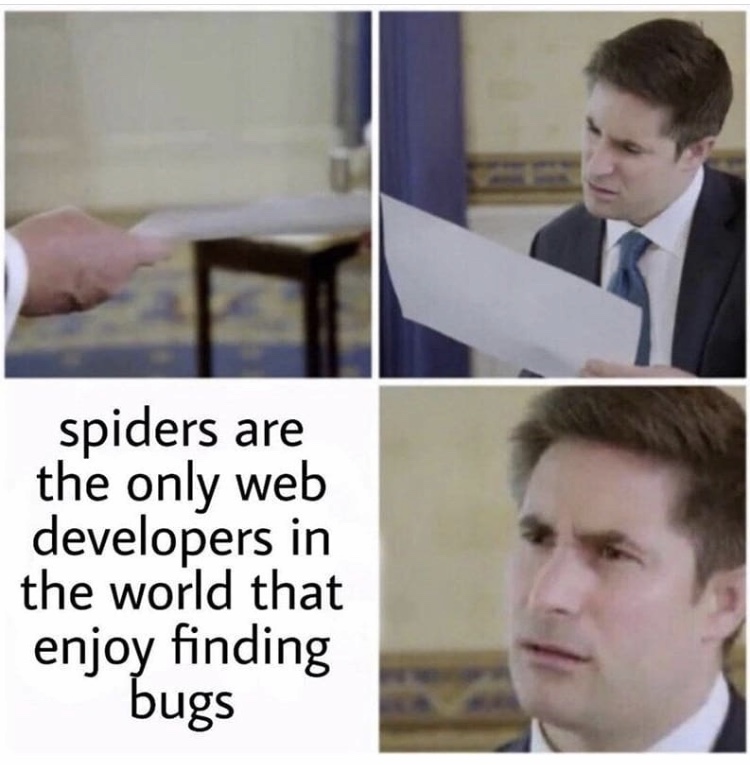 spiders are
the only web
developers in
the world that
enjoy finding
bugs